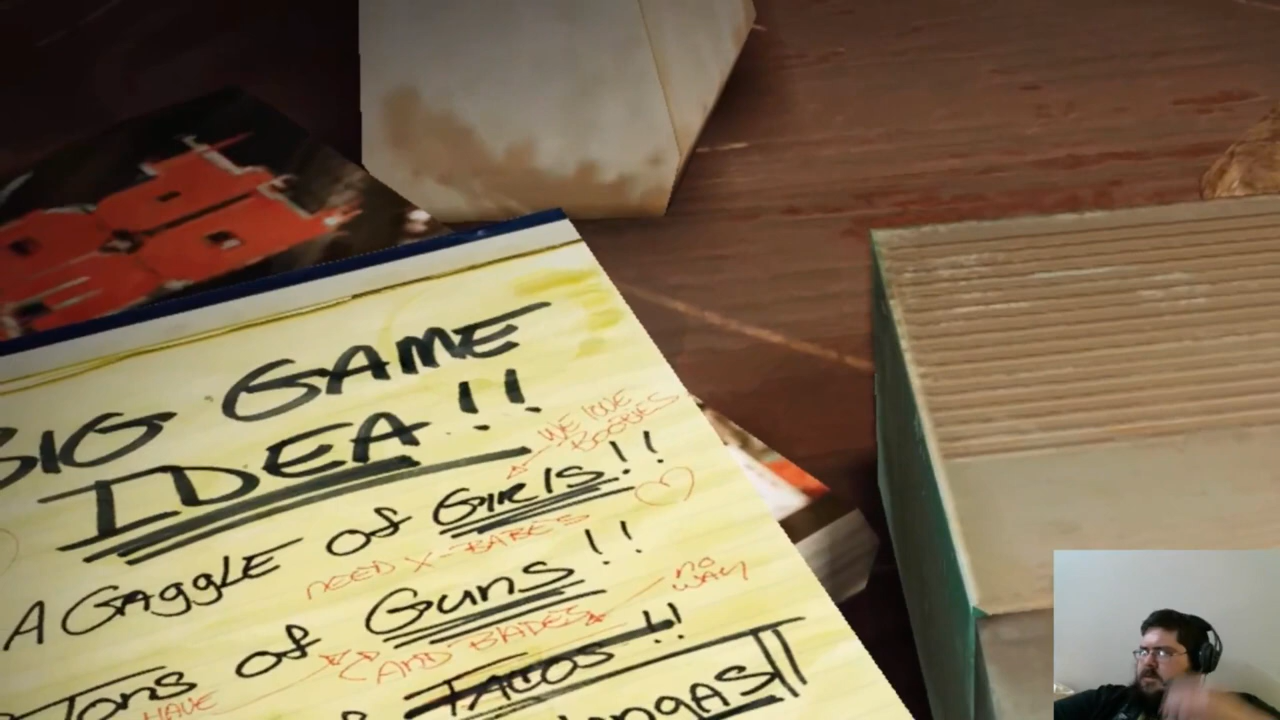 BIG GAME
IDEA!!
WE LOVE
BOOBIES
A GAGGLE of GIRLS!!
NEED X-BABES
TONS of GUNS!!
NO
WAY
HAVE
(AND BLADES
TACOS!!